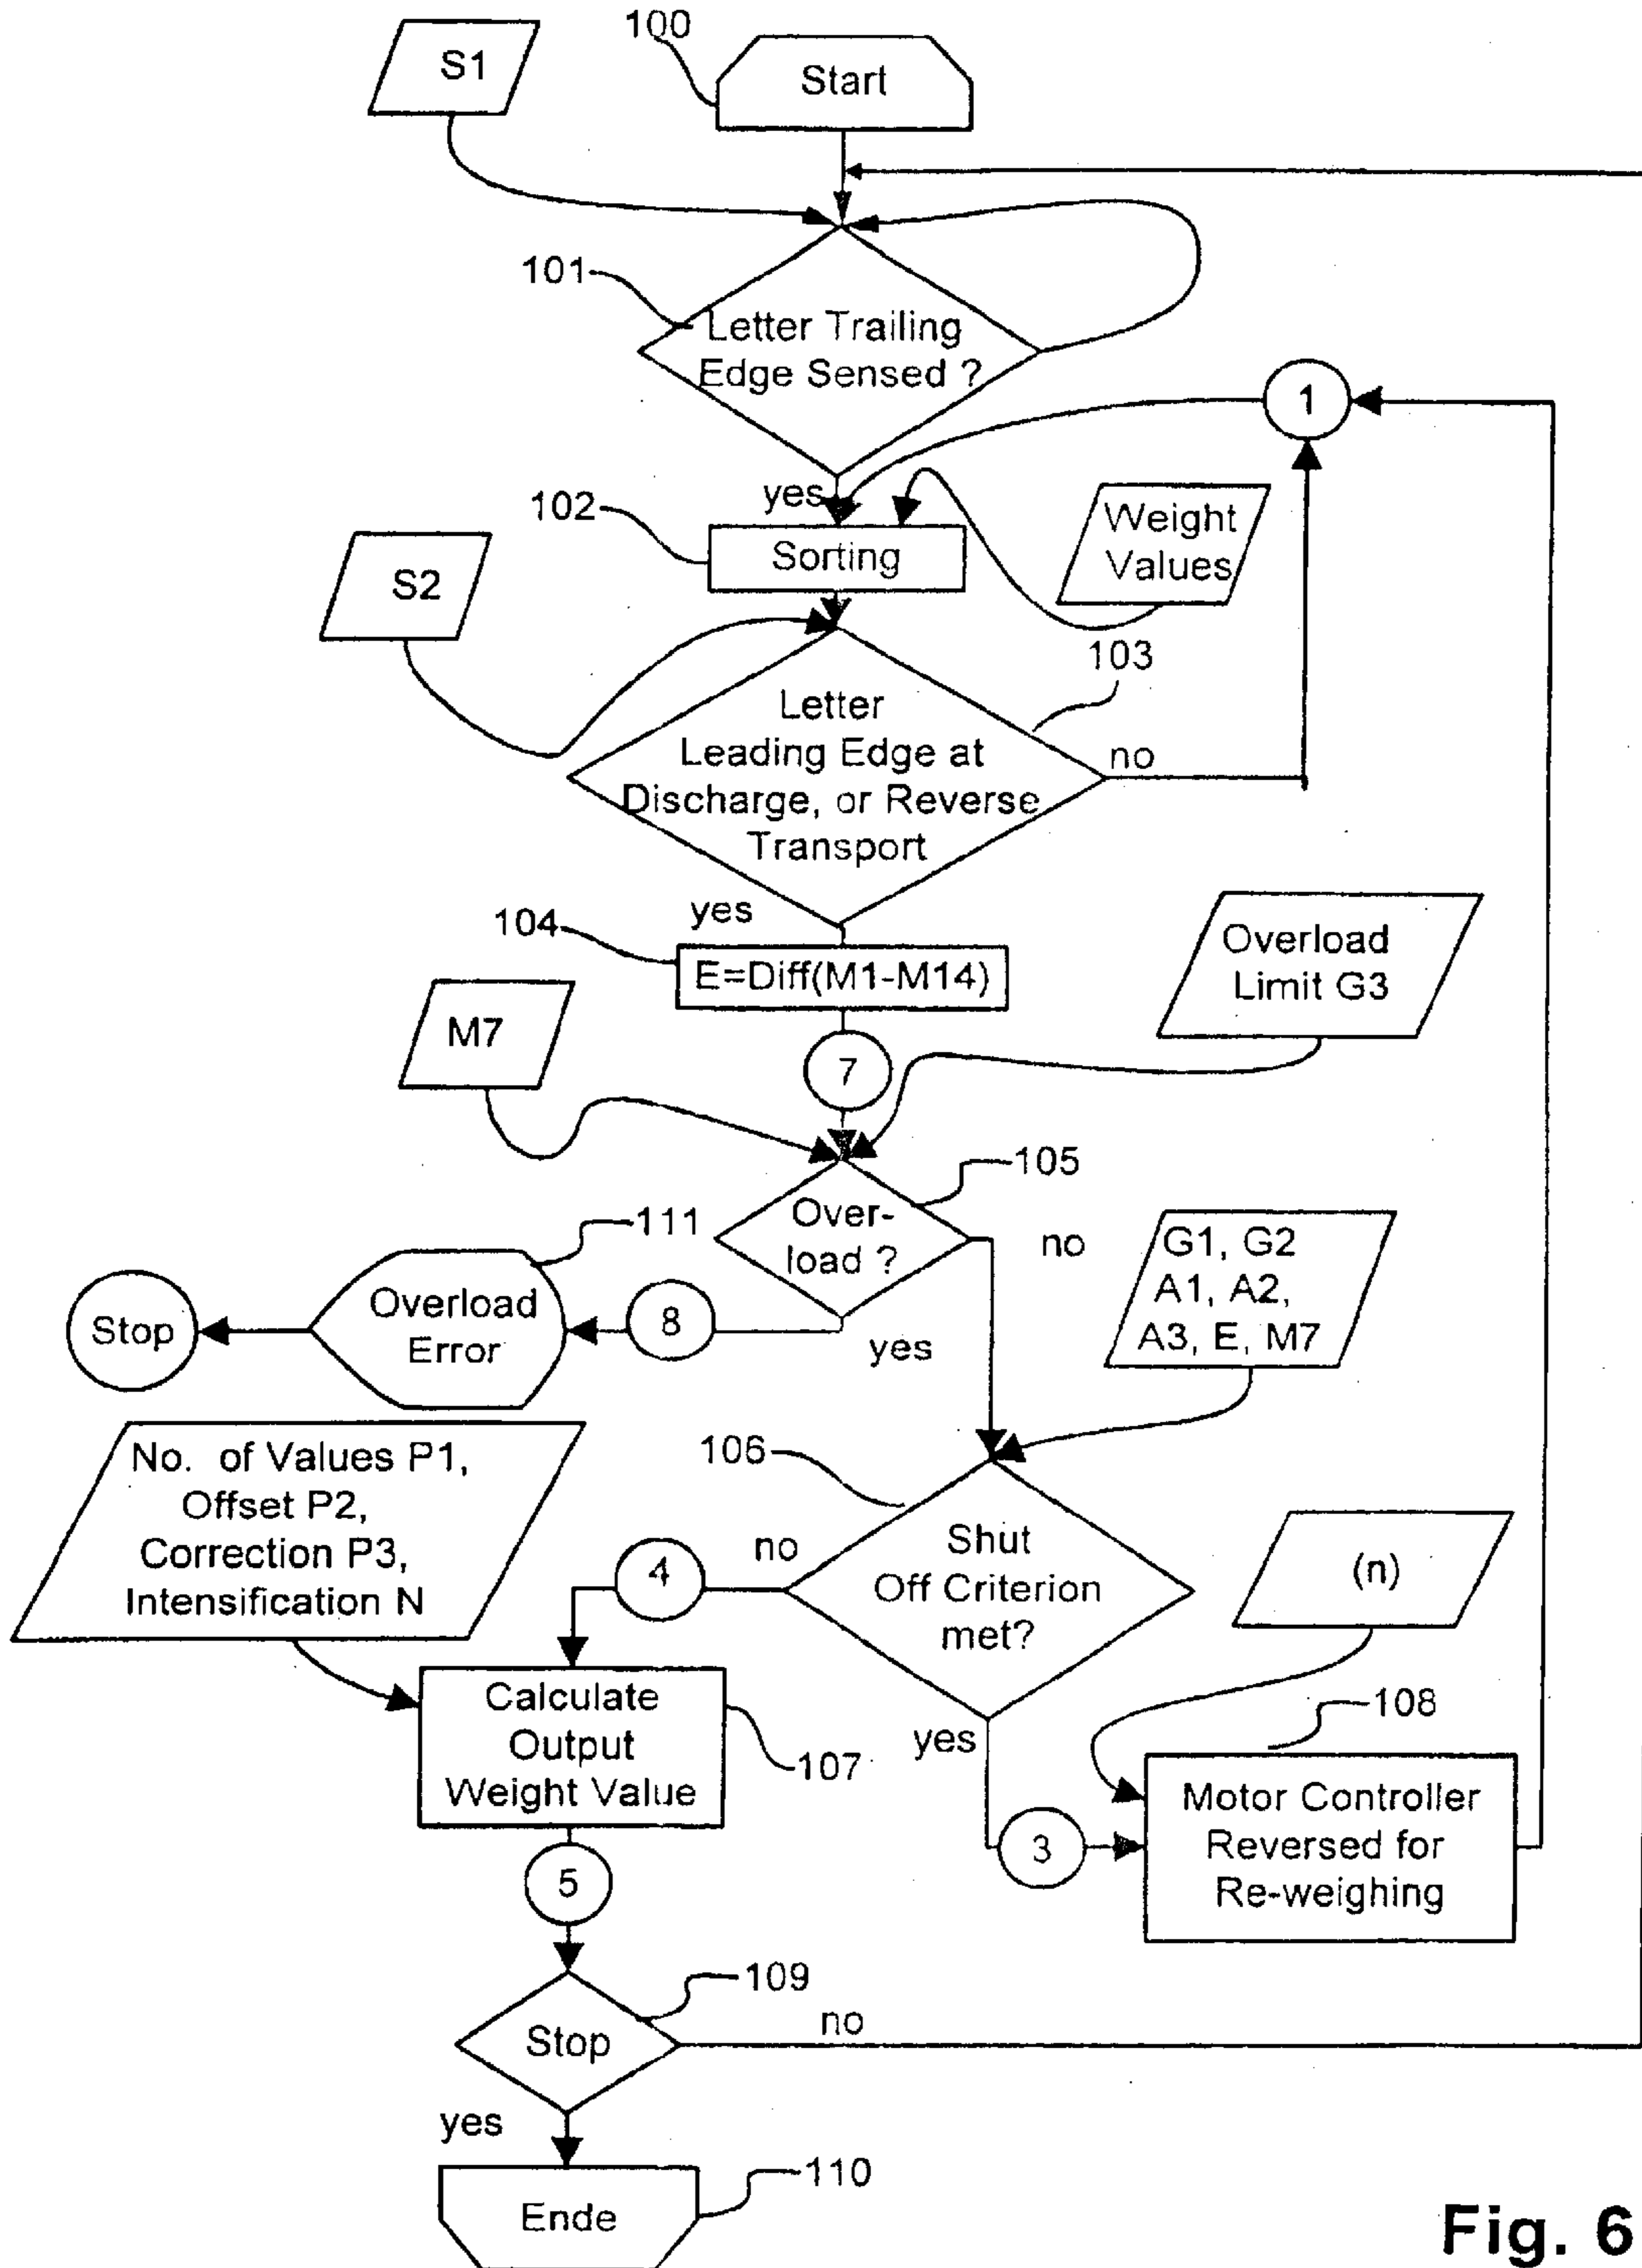 100
S1
Start
101
Letter Trailing
Edge Sensed ?
1
yes
102
Sorting
Weight
Values
S2
103
Letter
Leading Edge at
Discharge, or Reverse
Transport
no
yes
104
E=Diff(M1-M14)
Overload
Limit G3
M7
7
105
Over-
load ?
no
111
G1, G2
A1, A2,
A3, E, M7
Stop
Overload
Error
8
yes
No. of Values P1,
Offset P2,
Correction P3,
Intensification N
106
Shut
Off Criterion
met?
no
4
(n)
Calculate
Output
Weight Value
107
yes
108
3
Motor Controller
Reversed for
Re-weighing
5
109
Stop
no
yes
110
Ende
Fig. 6